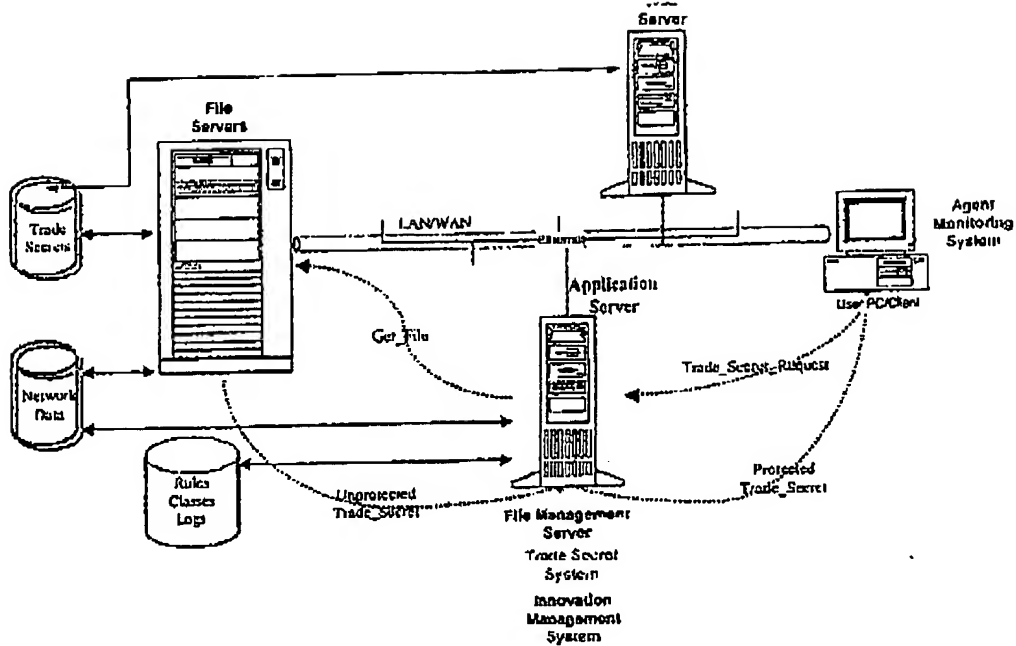 Server
File
Servers
Trade
Secrets
LAN/WAN
Ethernet
Agent
Monitoring
System
User PC/Client
Application
Server
Get_File
Trade_Secret_Request
Network
Data
Rules
Classes
Logs
Unprotected
Trade_Secret
Protected
Trade_Secret
File Management
Server
Trade Secret
System
Innovation
Management
System